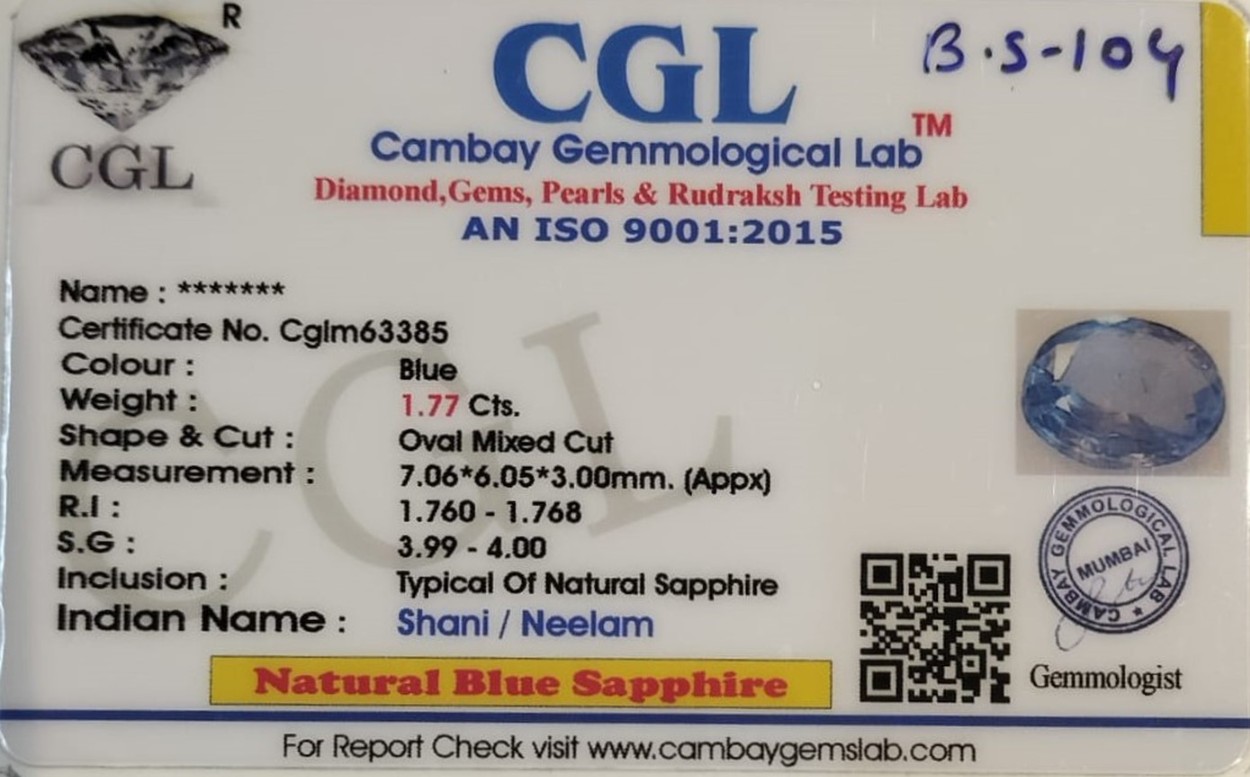 R
CGL
CGL
B.S-104
TM
Cambay Gemmological Lab
Diamond,Gems, Pearls & Rudraksh Testing Lab
AN ISO 9001:2015
Name : *******
Certificate No. Cglm63385
Colour : Blue
Weight : 1.77 Cts.
Shape & Cut : Oval Mixed Cut
Measurement : 7.06*6.05*3.00mm. (Appx)
R.I : 1.760 - 1.768
S.G : 3.99 - 4.00
Inclusion : Typical Of Natural Sapphire
Indian Name : Shani / Neelam
CGL
CAMBAY GEMMOLOGICAL LAB ★
MUMBAI
Gemmologist
Natural Blue Sapphire
For Report Check visit www.cambaygemslab.com